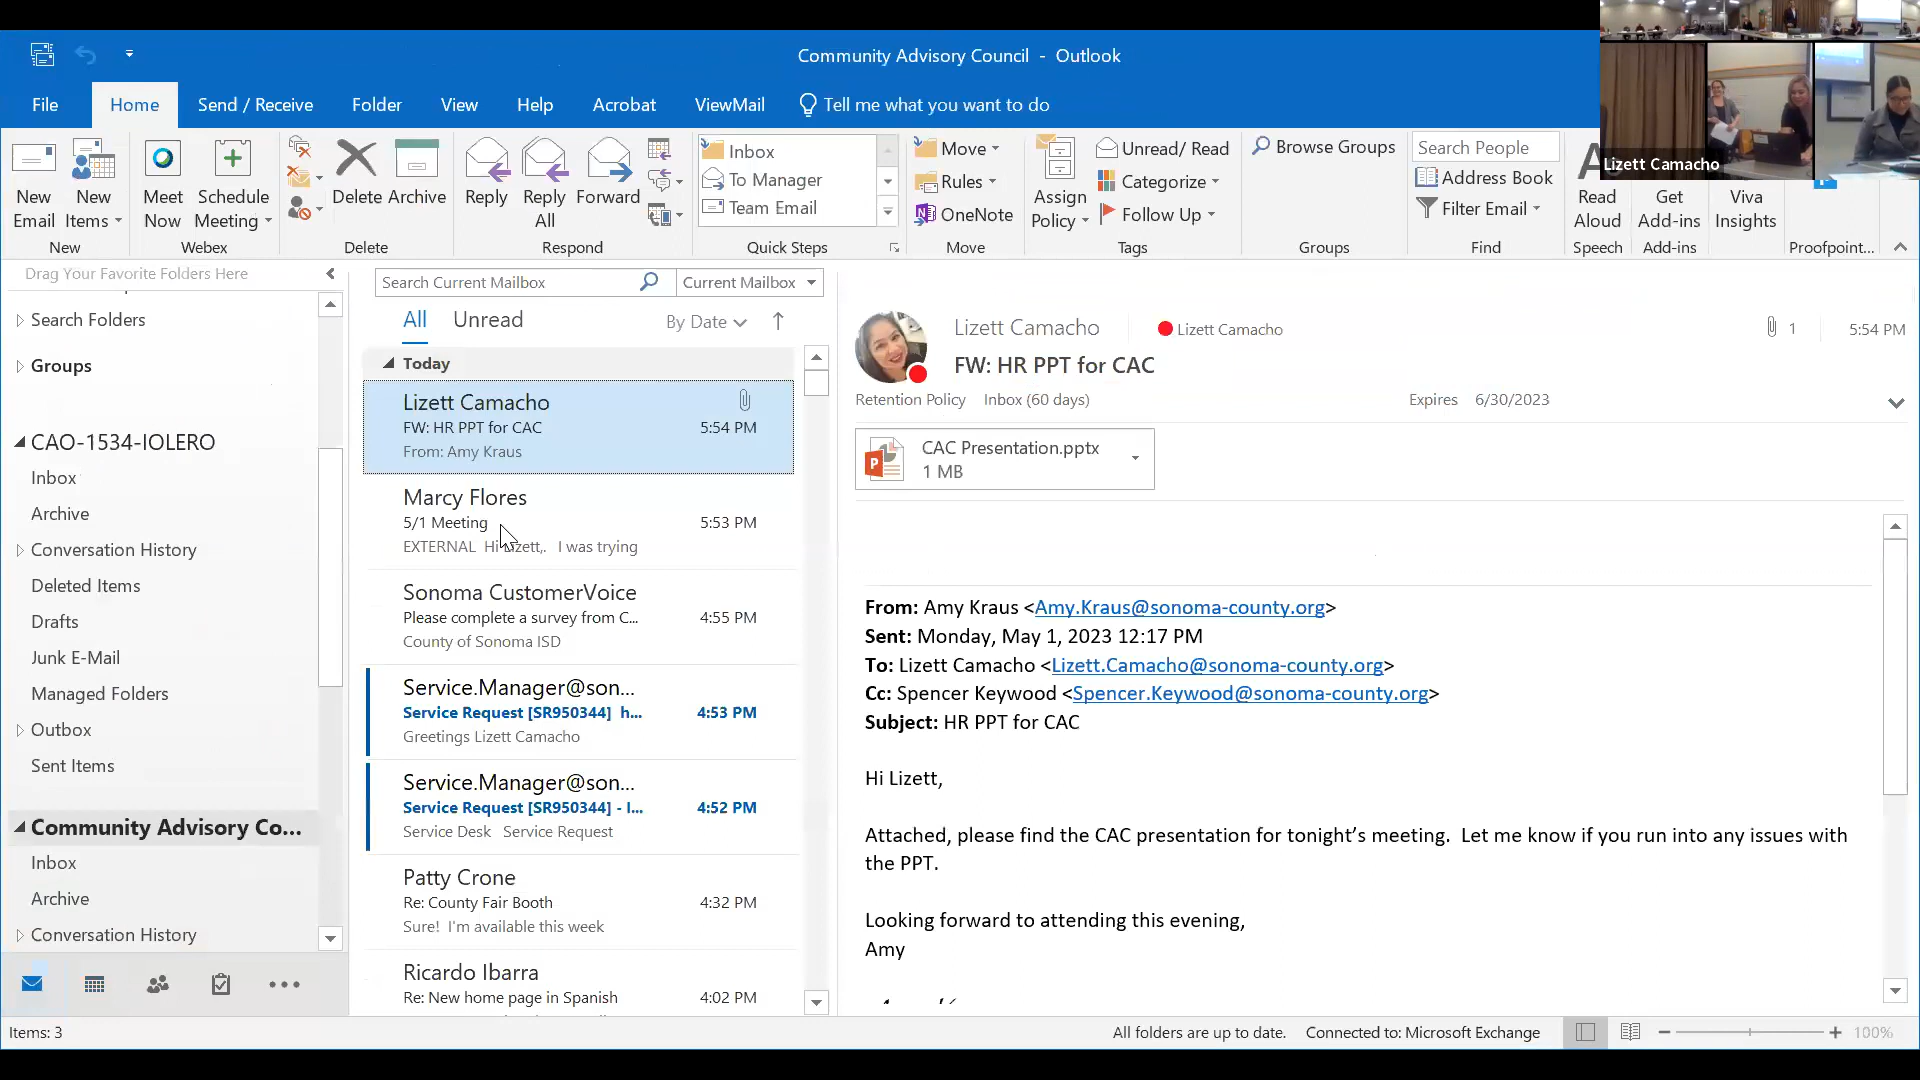 Community Advisory Council - Outlook
File Home Send / Receive Folder View Help Acrobat ViewMail Tell me what you want to do
New Email
New Items
New
Meet Now
Schedule Meeting
Webex
Delete
Archive
Delete
Reply
Reply All
Forward
Respond
Inbox
To Manager
Team Email
Quick Steps
Move
Rules
OneNote
Move
Assign Policy
Unread/ Read
Categorize
Follow Up
Tags
Browse Groups
Groups
Search People
Address Book
Filter Email
Find
Read Aloud
Speech
Get Add-ins
Add-ins
Viva Insights
Proofpoint...
Lizett Camacho
Drag Your Favorite Folders Here
Search Folders
Groups
CAO-1534-IOLERO
Inbox
Archive
Conversation History
Deleted Items
Drafts
Junk E-Mail
Managed Folders
Outbox
Sent Items
Community Advisory Co...
Inbox
Archive
Conversation History
Search Current Mailbox
Current Mailbox
All Unread By Date
Today
Lizett Camacho
FW: HR PPT for CAC 5:54 PM
From: Amy Kraus
Marcy Flores
5/1 Meeting 5:53 PM
EXTERNAL Hi Lizett,. I was trying
Sonoma CustomerVoice
Please complete a survey from C... 4:55 PM
County of Sonoma ISD
Service.Manager@son...
Service Request [SR950344] h... 4:53 PM
Greetings Lizett Camacho
Service.Manager@son...
Service Request [SR950344] - I... 4:52 PM
Service Desk Service Request
Patty Crone
Re: County Fair Booth 4:32 PM
Sure! I'm available this week
Ricardo Ibarra
Re: New home page in Spanish 4:02 PM
Lizett Camacho Lizett Camacho 1 5:54 PM
FW: HR PPT for CAC
Retention Policy Inbox (60 days) Expires 6/30/2023
CAC Presentation.pptx
1 MB
From: Amy Kraus <Amy.Kraus@sonoma-county.org>
Sent: Monday, May 1, 2023 12:17 PM
To: Lizett Camacho <Lizett.Camacho@sonoma-county.org>
Cc: Spencer Keywood <Spencer.Keywood@sonoma-county.org>
Subject: HR PPT for CAC
Hi Lizett,
Attached, please find the CAC presentation for tonight's meeting. Let me know if you run into any issues with
the PPT.
Looking forward to attending this evening,
Amy
Items: 3
All folders are up to date. Connected to: Microsoft Exchange 100%